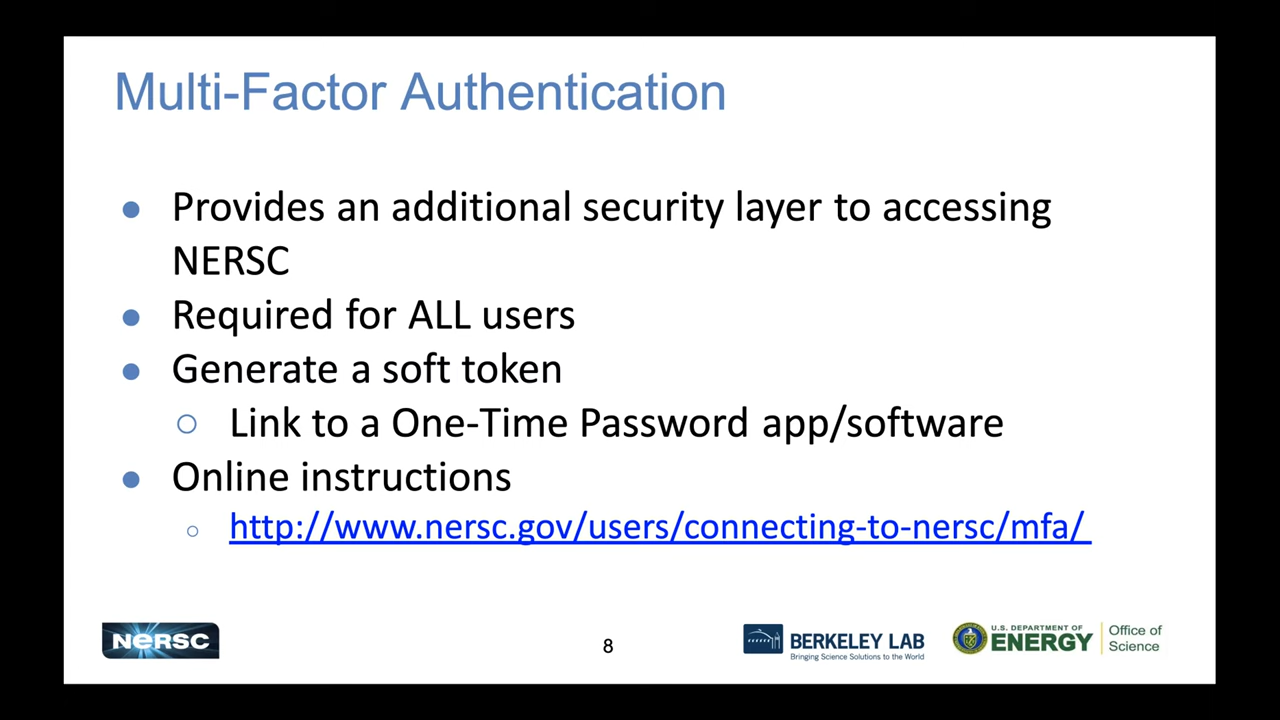 Multi-Factor Authentication
● Provides an additional security layer to accessing
NERSC
● Required for ALL users
● Generate a soft token
○ Link to a One-Time Password app/software
● Online instructions
○ http://www.nersc.gov/users/connecting-to-nersc/mfa/
NERSC
8
BERKELEY LAB
Bringing Science Solutions to the World
U.S. DEPARTMENT OF
ENERGY
Office of
Science